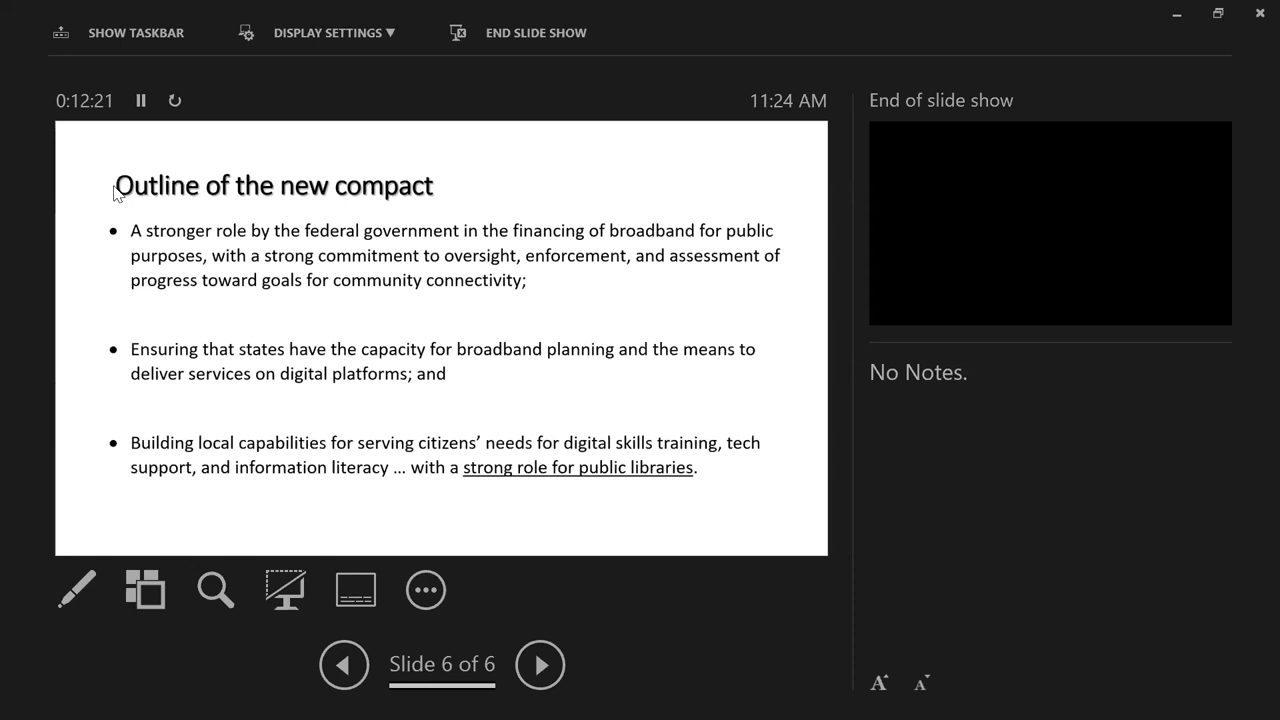 SHOW TASKBAR
DISPLAY SETTINGS ▼
END SLIDE SHOW
0:12:21
11:24 AM
End of slide show
Outline of the new compact
• A stronger role by the federal government in the financing of broadband for public
purposes, with a strong commitment to oversight, enforcement, and assessment of
progress toward goals for community connectivity;
• Ensuring that states have the capacity for broadband planning and the means to
deliver services on digital platforms; and
• Building local capabilities for serving citizens’ needs for digital skills training, tech
support, and information literacy … with a strong role for public libraries.
No Notes.
Slide 6 of 6
A A